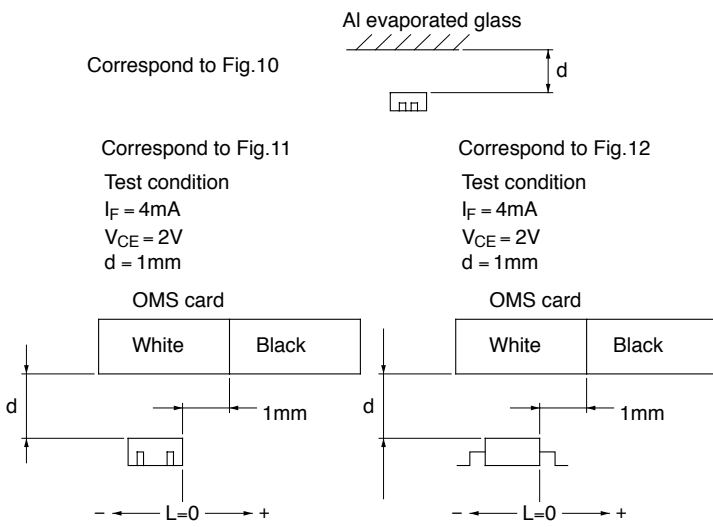 Al evaporated glass
Correspond to Fig.10
d
Correspond to Fig.11
Test condition
I_F = 4mA
V_CE = 2V
d = 1mm
OMS card
White Black
d
1mm
− L=0 +
Correspond to Fig.12
Test condition
I_F = 4mA
V_CE = 2V
d = 1mm
OMS card
White Black
d
1mm
− L=0 +